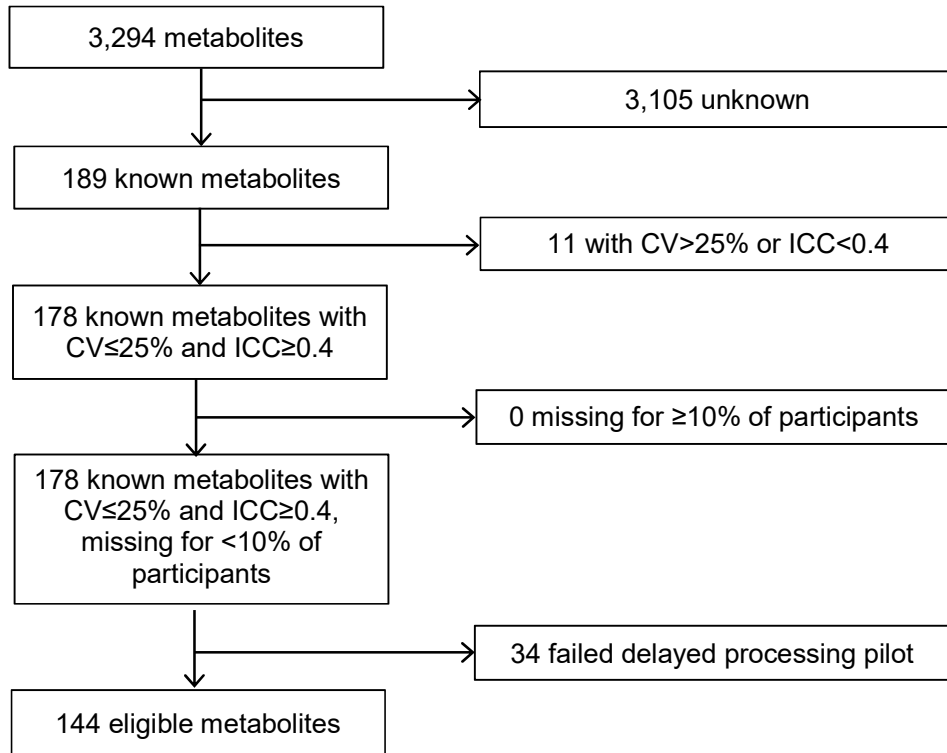 3,294 metabolites
3,105 unknown
189 known metabolites
11 with CV>25% or ICC<0.4
178 known metabolites with
CV≤25% and ICC≥0.4
0 missing for ≥10% of participants
178 known metabolites with
CV≤25% and ICC≥0.4,
missing for <10% of
participants
34 failed delayed processing pilot
144 eligible metabolites